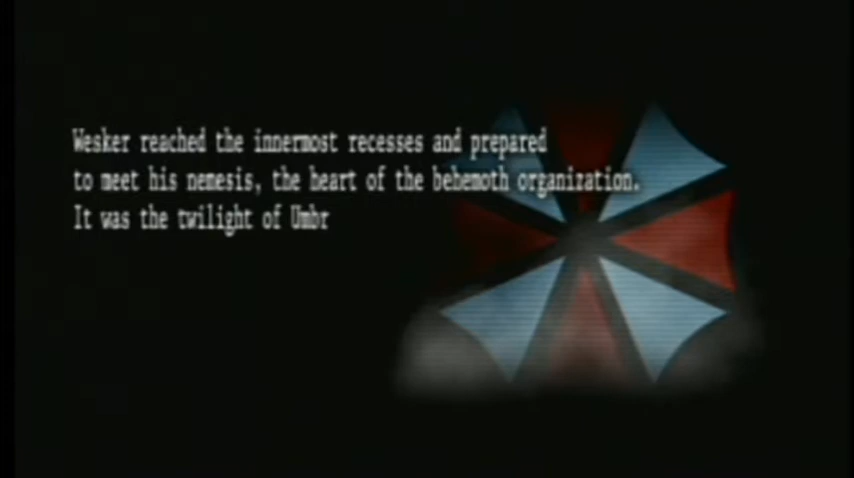 Wesker reached the innermost recesses and prepared
to meet his nemesis, the heart of the behemoth organization.
It was the twilight of Umbr